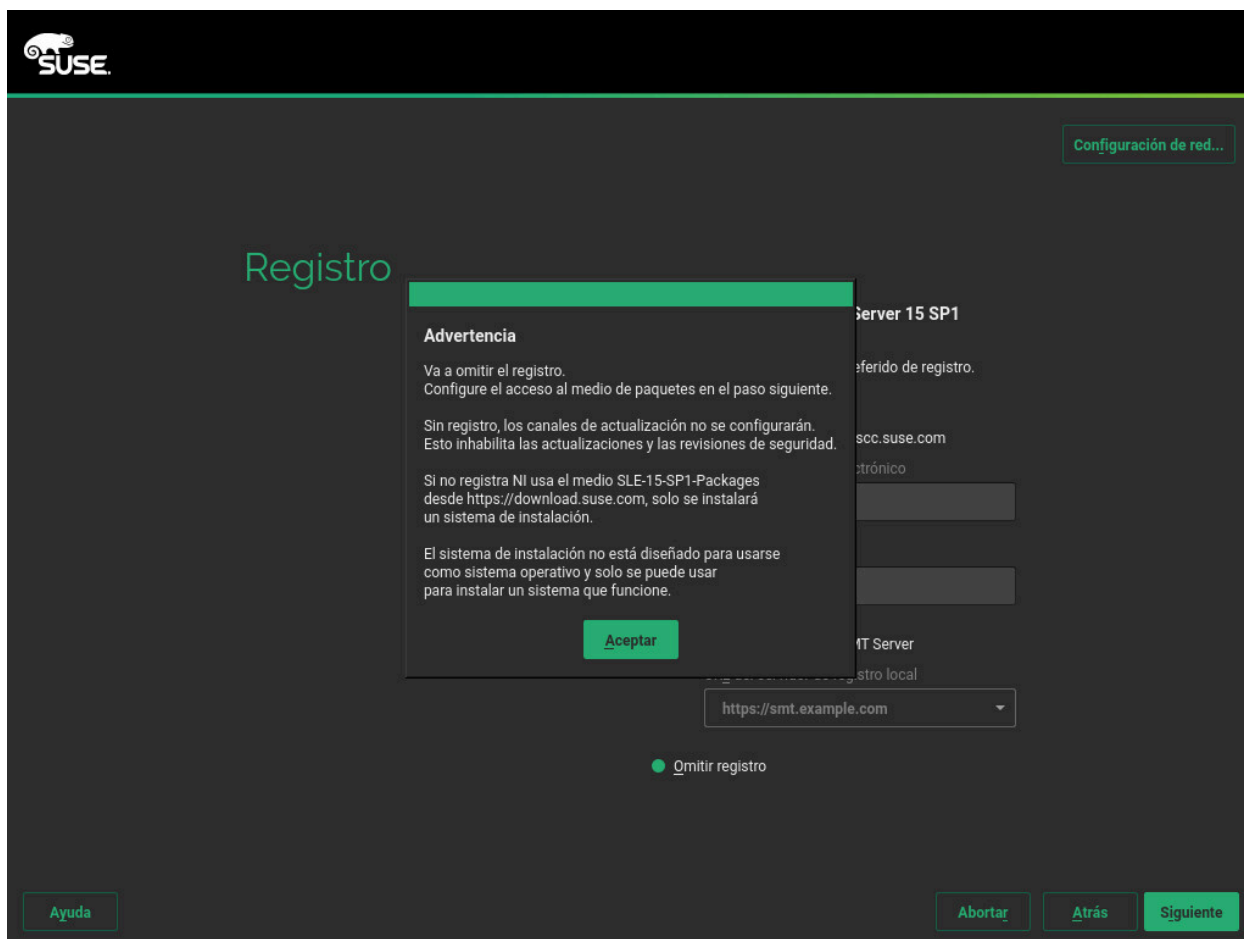 SUSE.
Configuración de red...
Registro
Server 15 SP1
Advertencia
Va a omitir el registro.
Configure el acceso al medio de paquetes en el paso siguiente.
eferido de registro.
Sin registro, los canales de actualización no se configurarán.
Esto inhabilita las actualizaciones y las revisiones de seguridad.
scc.suse.com
ctrónico
Si no registra NI usa el medio SLE-15-SP1-Packages
desde https://download.suse.com, solo se instalará
un sistema de instalación.
El sistema de instalación no está diseñado para usarse
como sistema operativo y solo se puede usar
para instalar un sistema que funcione.
Aceptar
MT Server
stro local
https://smt.example.com
Omitir registro
Ayuda
Abortar
Atrás
Siguiente